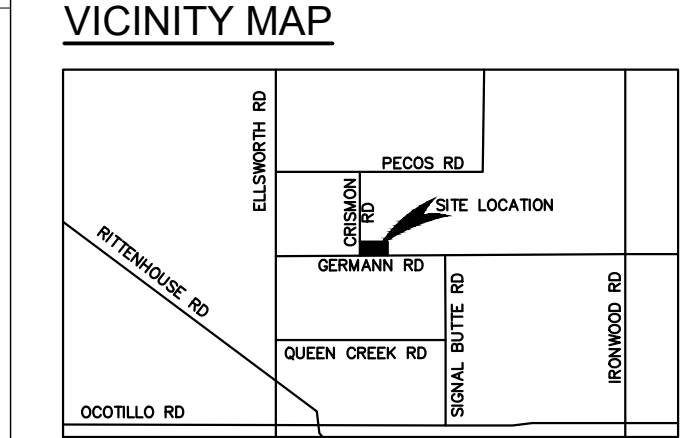 VICINITY MAP
ELLSWORTH RD
PECOS RD
CRISMON
RD
SITE LOCATION
GERMANN RD
RITTENHOUSE RD
QUEEN CREEK RD
SIGNAL BUTTE RD
IRONWOOD RD
OCOTILLO RD